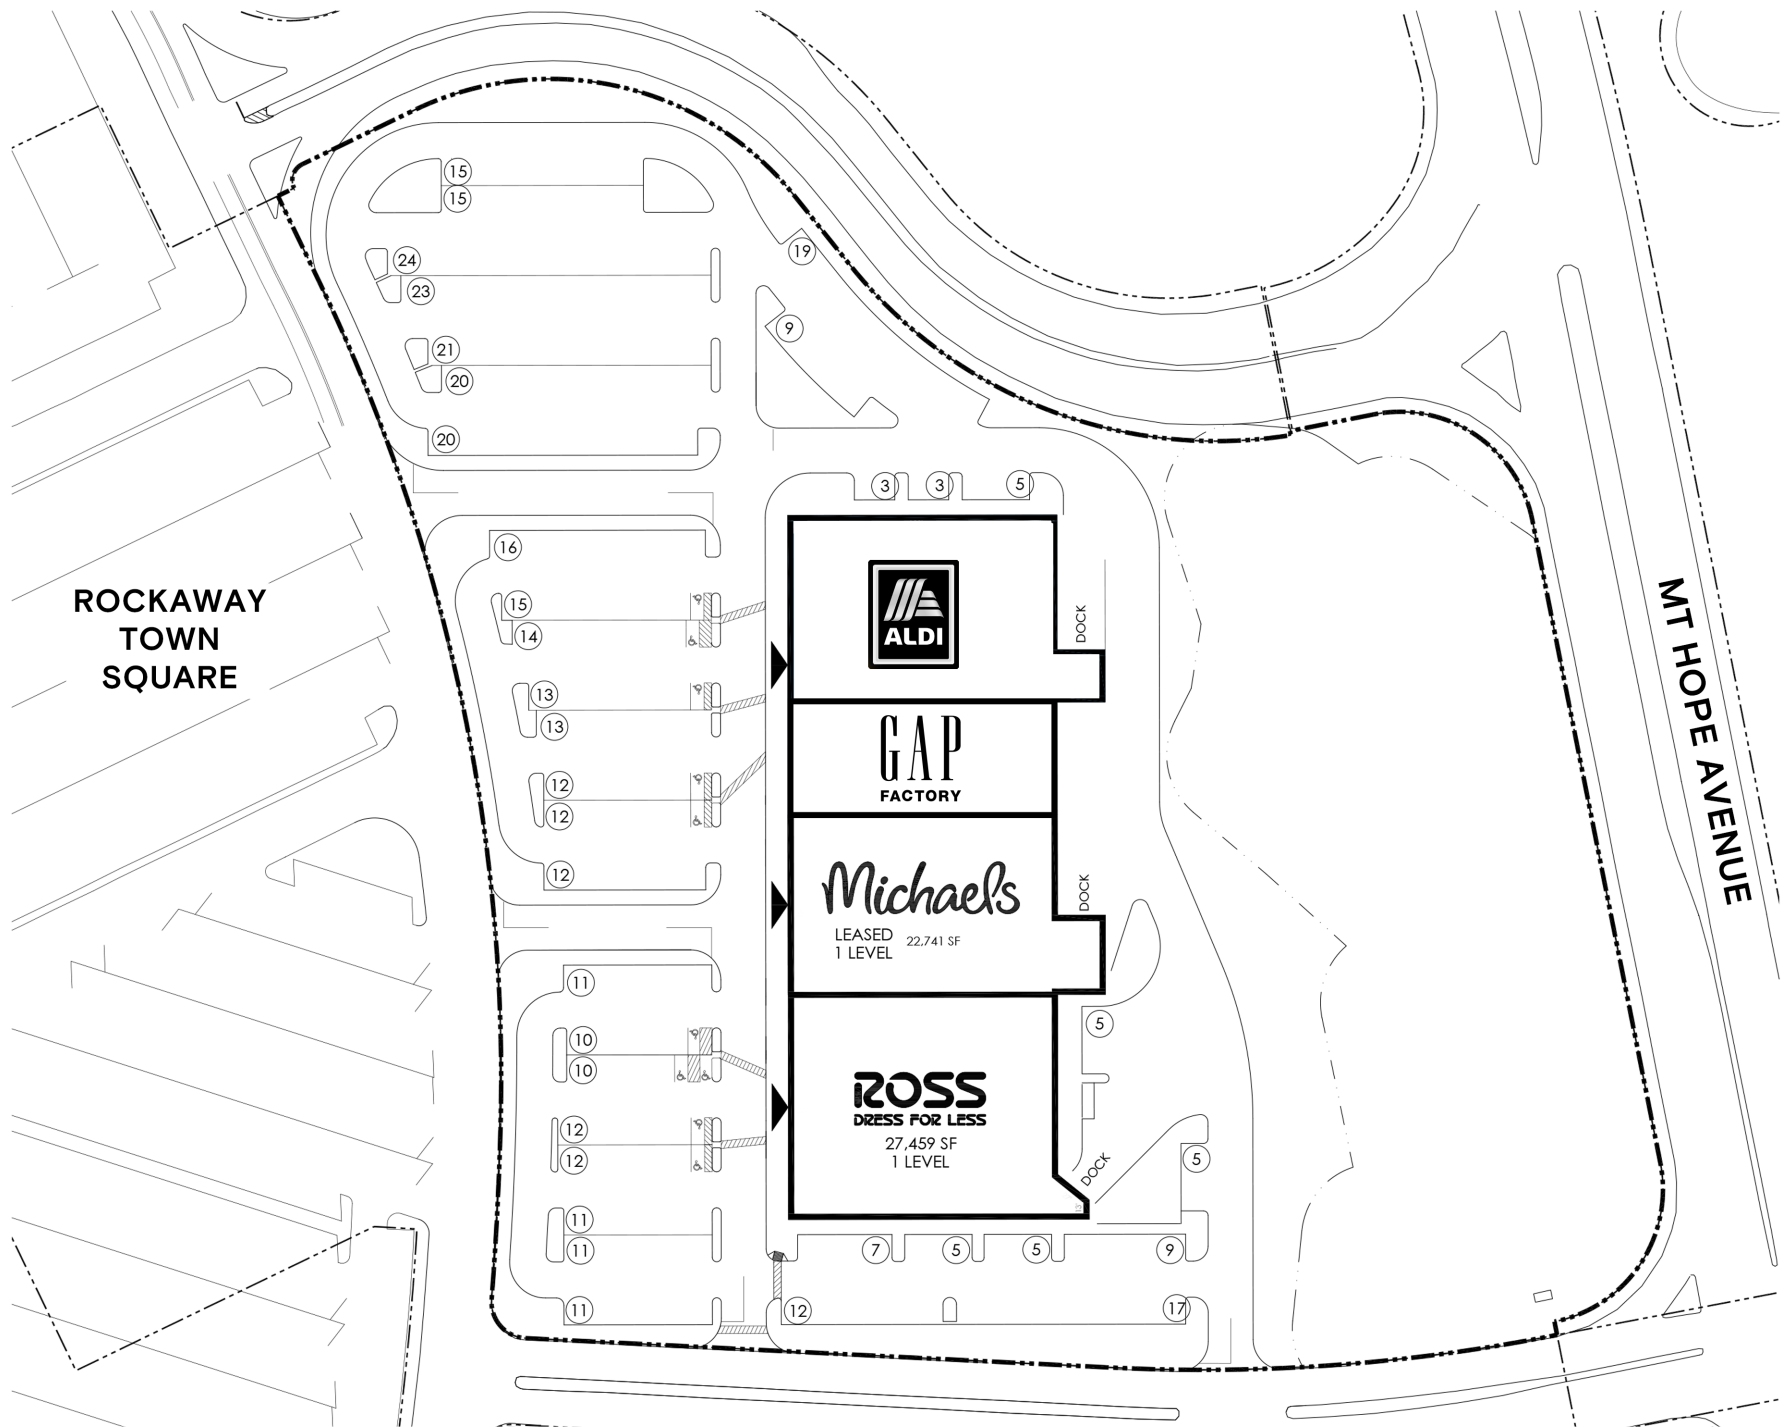 15
15
19
24
23
9
21
20
20
3
3
5
16
ALDI
DOCK
15
14
ROCKAWAY
TOWN
SQUARE
MT HOPE AVENUE
13
13
GAP
FACTORY
12
12
12
Michaels
DOCK
LEASED
22,741 SF
1 LEVEL
11
5
10
10
ROSS
DRESS FOR LESS
27,459 SF
1 LEVEL
12
12
DOCK
5
11
11
7
5
5
9
11
12
17